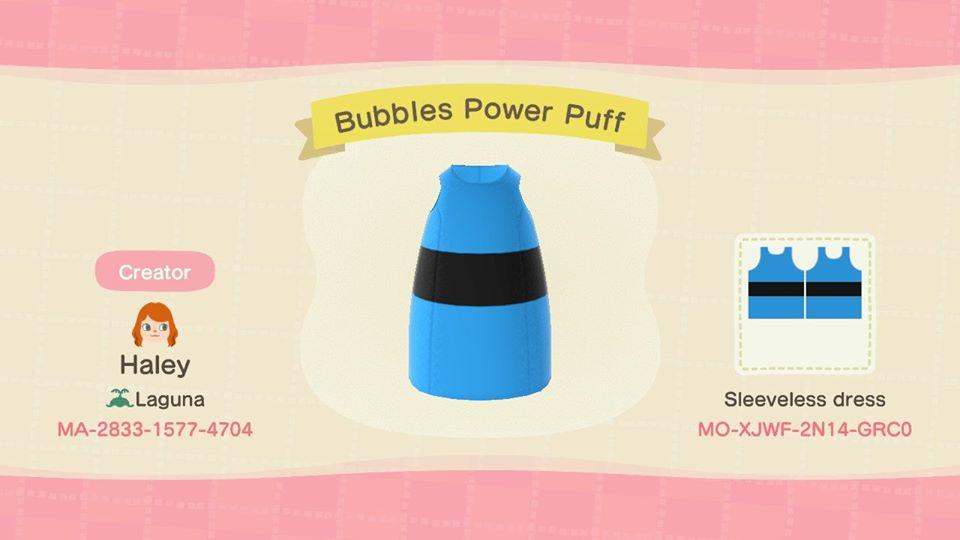 Bubbles Power Puff
Creator
Haley
Laguna
MA-2833-1577-4704
Sleeveless dress
MO-XJWF-2N14-GRC0